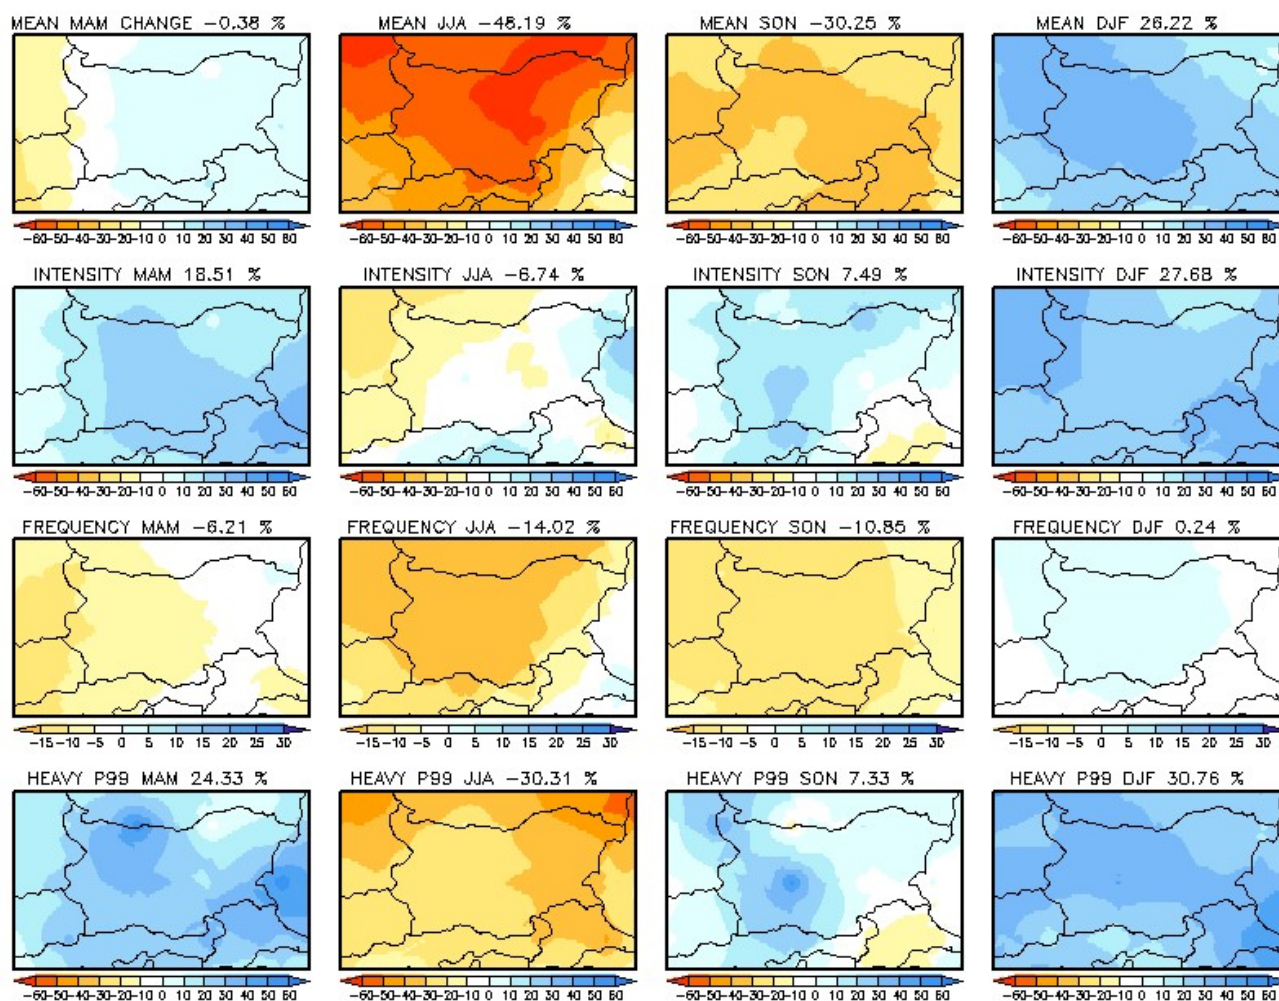 MEAN MAM CHANGE −0.38 %
MEAN JJA −48.19 %
MEAN SON −30.25 %
MEAN DJF 26.22 %
−60−50−40−30−20−10 0 10 20 30 40 50 60
−60−50−40−30−20−10 0 10 20 30 40 50 60
−60−50−40−30−20−10 0 10 20 30 40 50 60
−60−50−40−30−20−10 0 10 20 30 40 50 60
INTENSITY MAM 18.51 %
INTENSITY JJA −6.74 %
INTENSITY SON 7.49 %
INTENSITY DJF 27.68 %
−60−50−40−30−20−10 0 10 20 30 40 50 60
−60−50−40−30−20−10 0 10 20 30 40 50 60
−60−50−40−30−20−10 0 10 20 30 40 50 60
−60−50−40−30−20−10 0 10 20 30 40 50 60
FREQUENCY MAM −6.21 %
FREQUENCY JJA −14.02 %
FREQUENCY SON −10.85 %
FREQUENCY DJF 0.24 %
−15 −10 −5 0 5 10 15 20 25 30
−15 −10 −5 0 5 10 15 20 25 30
−15 −10 −5 0 5 10 15 20 25 30
−15 −10 −5 0 5 10 15 20 25 30
HEAVY P99 MAM 24.33 %
HEAVY P99 JJA −30.31 %
HEAVY P99 SON 7.33 %
HEAVY P99 DJF 30.76 %
−60−50−40−30−20−10 0 10 20 30 40 50 60
−60−50−40−30−20−10 0 10 20 30 40 50 60
−60−50−40−30−20−10 0 10 20 30 40 50 60
−60−50−40−30−20−10 0 10 20 30 40 50 60